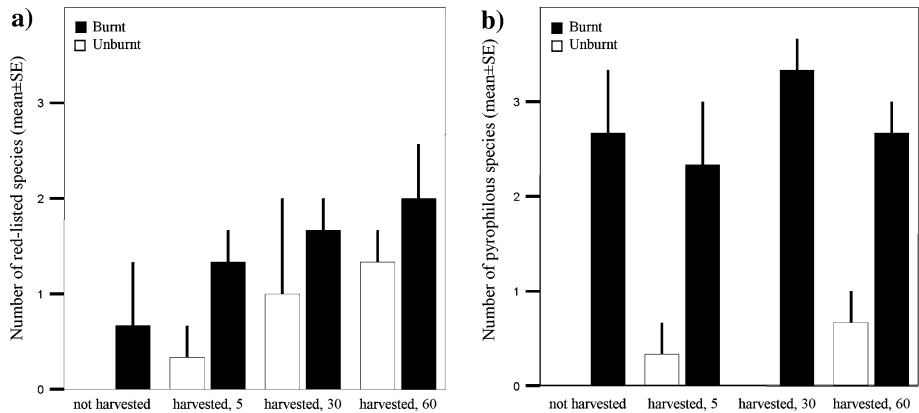 a)
Number of red-listed species (mean±SE)
Burnt
Unburnt
3
2
1
0
not harvested
harvested, 5
harvested, 30
harvested, 60
b)
Number of pyrophilous species (mean±SE)
Burnt
Unburnt
3
2
1
0
not harvested
harvested, 5
harvested, 30
harvested, 60